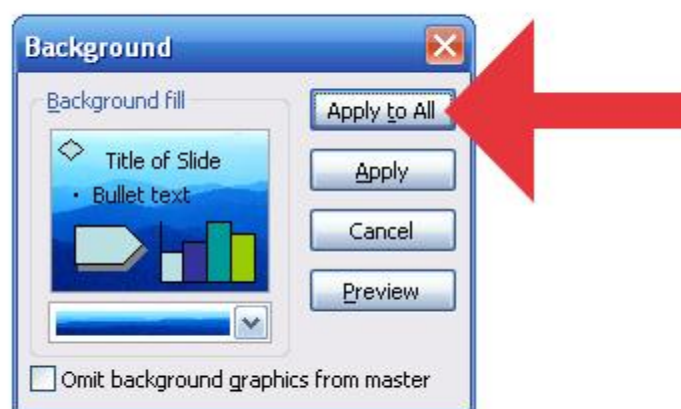 Background
Background fill
Title of Slide
• Bullet text
Apply to All
Apply
Cancel
Preview
Omit background graphics from master